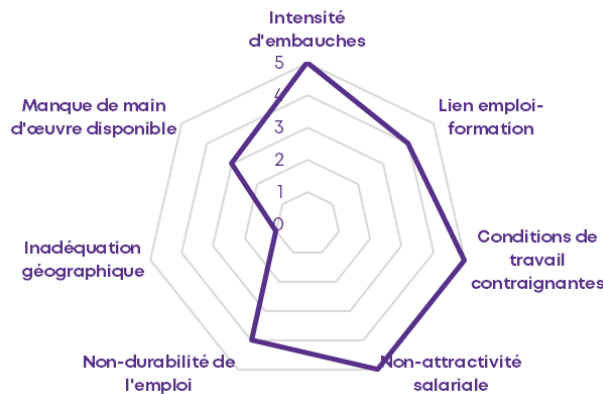 Intensité
d'embauches
5
4
3
2
1
0
Lien emploi-
formation
Conditions de
travail
contraignantes
Non-attractivité
salariale
Non-durabilité de
l'emploi
Inadéquation
géographique
Manque de main
d'œuvre disponible